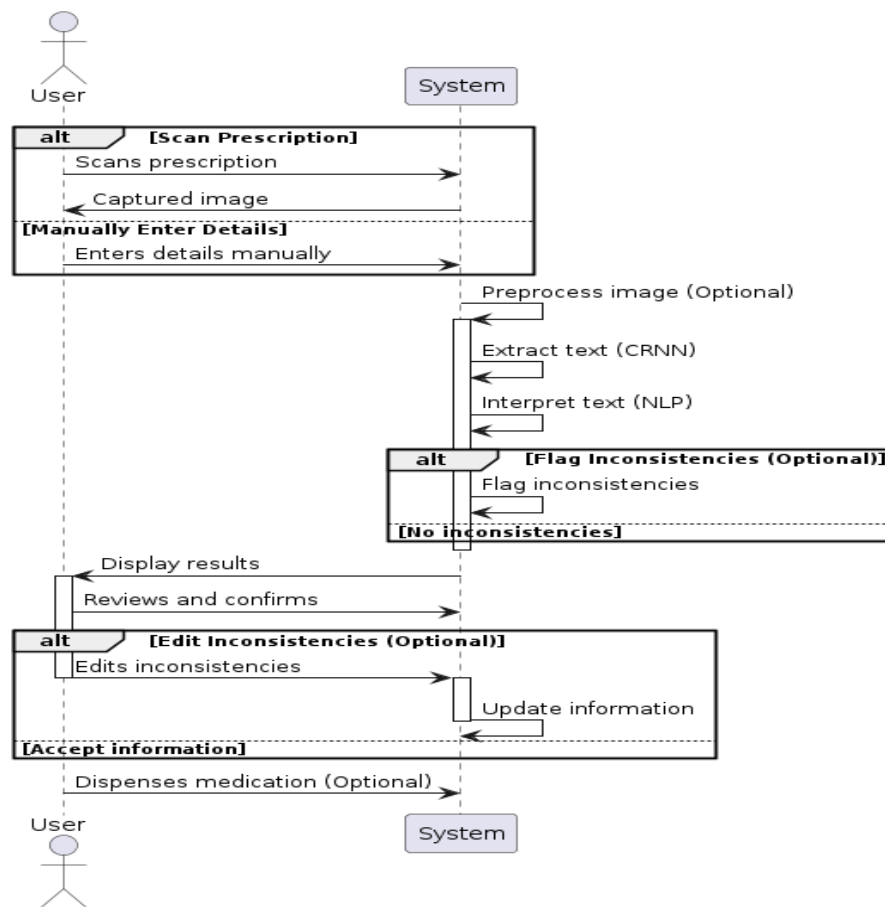 User
System
alt [Scan Prescription]
Scans prescription
Captured image
[Manually Enter Details]
Enters details manually
Preprocess image (Optional)
Extract text (CRNN)
Interpret text (NLP)
alt [Flag Inconsistencies (Optional)]
Flag inconsistencies
[No inconsistencies]
Display results
Reviews and confirms
alt [Edit Inconsistencies (Optional)]
Edits inconsistencies
Update information
[Accept information]
Dispenses medication (Optional)
User
System